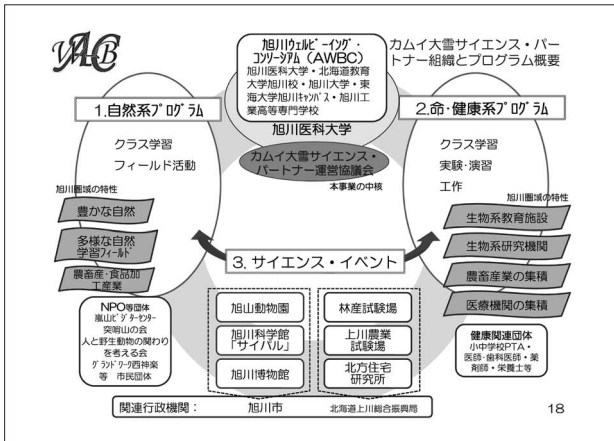 旭川ウェルビーイング・
コンソーシアム（AWBC）
旭川医科大学・北海道教育
大学旭川校・旭川大学・東
海大学旭川キャンパス・旭川工
業高等専門学校
カムイ大雪サイエンス・パー
トナー組織とプログラム概要
1.自然系プログラム
2.命・健康系プログラム
旭川医科大学
カムイ大雪サイエンス・
パートナー運営協議会
本事業の中核
クラス学習
フィールド活動
旭川圏域の特性
豊かな自然
多様な自然
学習フィールド
農畜産・食品加
工産業
NPO等団体
嵐山ビジターセンター
突哨山の会
人と野生動物の関わり
を考える会
グランドワーク西神楽
等　市民団体
クラス学習
実験・演習
工作
旭川圏域の特性
生物系教育施設
生物系研究機関
農畜産業の集積
医療機関の集積
健康関連団体
小中学校PTA・
医師・歯科医師・薬
剤師・栄養士等
3. サイエンス・イベント
旭山動物園
旭川科学館
「サイパル」
旭川博物館
林産試験場
上川農業
試験場
北方住宅
研究所
関連行政機関：　旭川市　北海道上川総合振興局
18